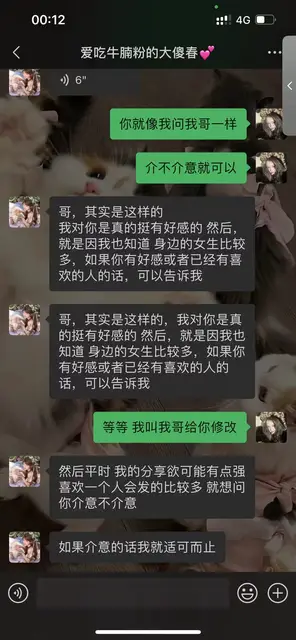 00:12
4G
爱吃牛腩粉的大傻春💕
6"
你就像我问我哥一样
介不介意就可以
哥，其实是这样的
我对你是真的挺有好感的 然后，
就是因我也知道 身边的女生比较
多，如果你有好感或者已经有喜
欢的人的话，可以告诉我
哥，其实是这样的，我对你是真
的挺有好感的 然后，就是因我也
知道 身边的女生比较多，如果你
有好感或者已经有喜欢的人的
话，可以告诉我
等等 我叫我哥给你修改
然后平时 我的分享欲可能有点强
喜欢一个人会发的比较多 就想问
你介意不介意
如果介意的话我就适可而止